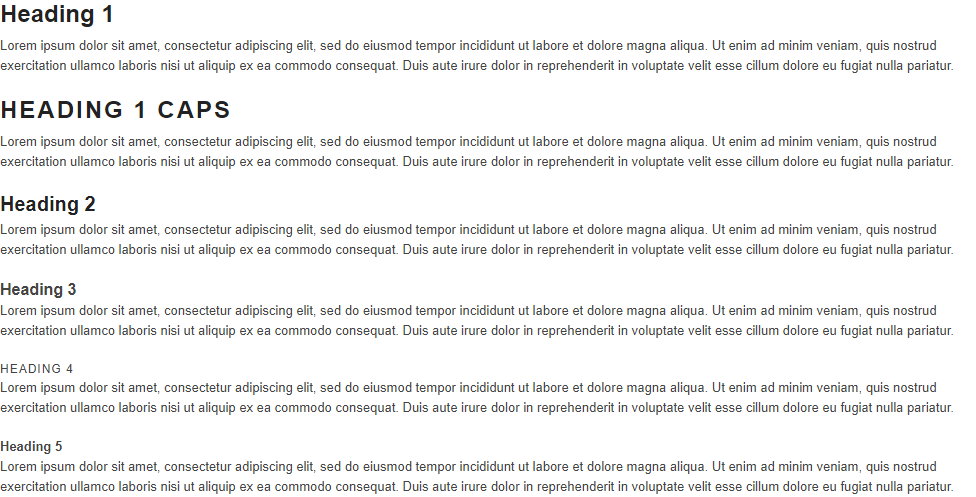 Heading 1
Lorem ipsum dolor sit amet, consectetur adipiscing elit, sed do eiusmod tempor incididunt ut labore et dolore magna aliqua. Ut enim ad minim veniam, quis nostrud
exercitation ullamco laboris nisi ut aliquip ex ea commodo consequat. Duis aute irure dolor in reprehenderit in voluptate velit esse cillum dolore eu fugiat nulla pariatur.
HEADING 1 CAPS
Lorem ipsum dolor sit amet, consectetur adipiscing elit, sed do eiusmod tempor incididunt ut labore et dolore magna aliqua. Ut enim ad minim veniam, quis nostrud
exercitation ullamco laboris nisi ut aliquip ex ea commodo consequat. Duis aute irure dolor in reprehenderit in voluptate velit esse cillum dolore eu fugiat nulla pariatur.
Heading 2
Lorem ipsum dolor sit amet, consectetur adipiscing elit, sed do eiusmod tempor incididunt ut labore et dolore magna aliqua. Ut enim ad minim veniam, quis nostrud
exercitation ullamco laboris nisi ut aliquip ex ea commodo consequat. Duis aute irure dolor in reprehenderit in voluptate velit esse cillum dolore eu fugiat nulla pariatur.
Heading 3
Lorem ipsum dolor sit amet, consectetur adipiscing elit, sed do eiusmod tempor incididunt ut labore et dolore magna aliqua. Ut enim ad minim veniam, quis nostrud
exercitation ullamco laboris nisi ut aliquip ex ea commodo consequat. Duis aute irure dolor in reprehenderit in voluptate velit esse cillum dolore eu fugiat nulla pariatur.
HEADING 4
Lorem ipsum dolor sit amet, consectetur adipiscing elit, sed do eiusmod tempor incididunt ut labore et dolore magna aliqua. Ut enim ad minim veniam, quis nostrud
exercitation ullamco laboris nisi ut aliquip ex ea commodo consequat. Duis aute irure dolor in reprehenderit in voluptate velit esse cillum dolore eu fugiat nulla pariatur.
Heading 5
Lorem ipsum dolor sit amet, consectetur adipiscing elit, sed do eiusmod tempor incididunt ut labore et dolore magna aliqua. Ut enim ad minim veniam, quis nostrud
exercitation ullamco laboris nisi ut aliquip ex ea commodo consequat. Duis aute irure dolor in reprehenderit in voluptate velit esse cillum dolore eu fugiat nulla pariatur.